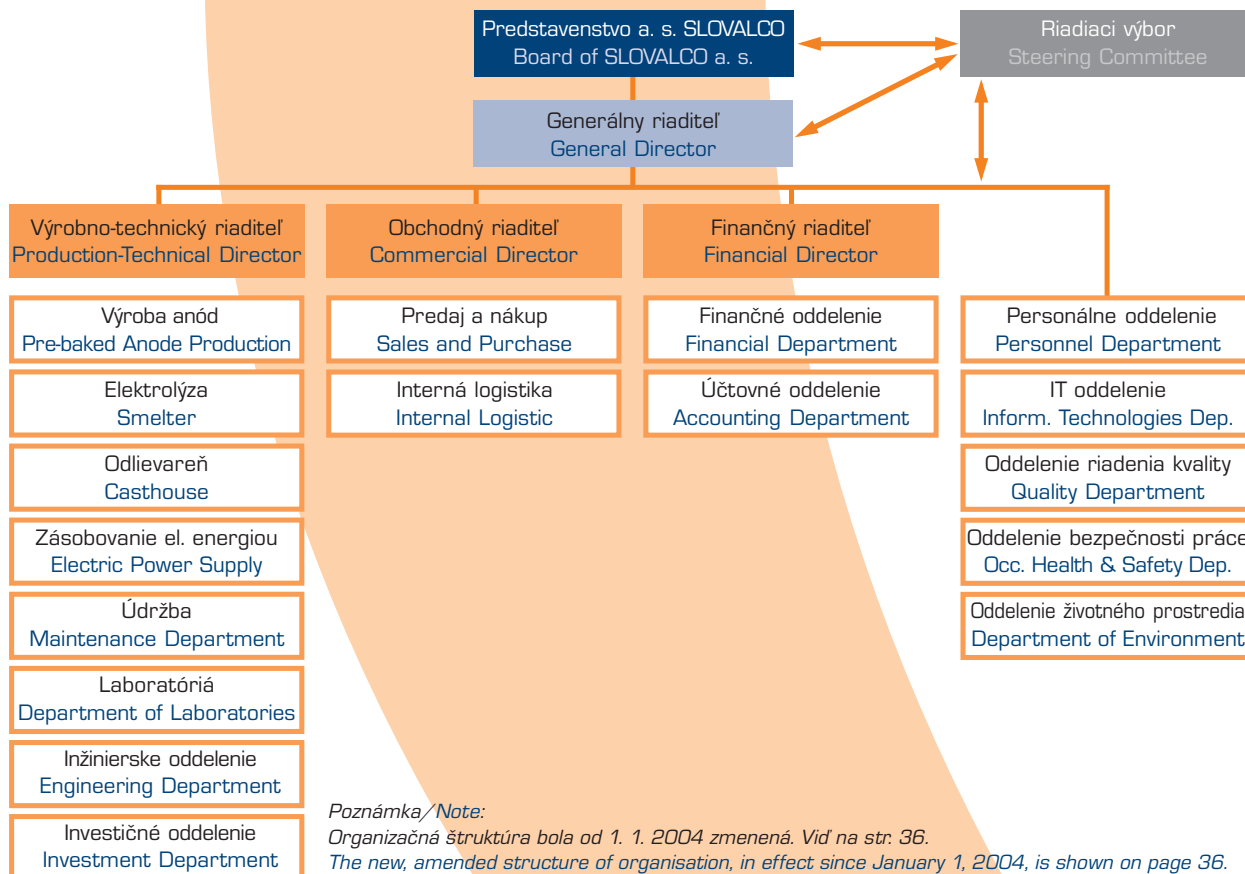 Predstavenstvo a. s. SLOVALCO
Board of SLOVALCO a. s.
Riadiaci výbor
Steering Committee
Generálny riaditeľ
General Director
Výrobno-technický riaditeľ
Production-Technical Director
Obchodný riaditeľ
Commercial Director
Finančný riaditeľ
Financial Director
Výroba anód
Pre-baked Anode Production
Elektrolýza
Smelter
Odlievareň
Casthouse
Zásobovanie el. energiou
Electric Power Supply
Údržba
Maintenance Department
Laboratóriá
Department of Laboratories
Inžinierske oddelenie
Engineering Department
Investičné oddelenie
Investment Department
Predaj a nákup
Sales and Purchase
Interná logistika
Internal Logistic
Finančné oddelenie
Financial Department
Účtovné oddelenie
Accounting Department
Personálne oddelenie
Personnel Department
IT oddelenie
Inform. Technologies Dep.
Oddelenie riadenia kvality
Quality Department
Oddelenie bezpečnosti práce
Occ. Health & Safety Dep.
Oddelenie životného prostredia
Department of Environment
Poznámka/Note:
Organizačná štruktúra bola od 1. 1. 2004 zmenená. Viď na str. 36.
The new, amended structure of organisation, in effect since January 1, 2004, is shown on page 36.